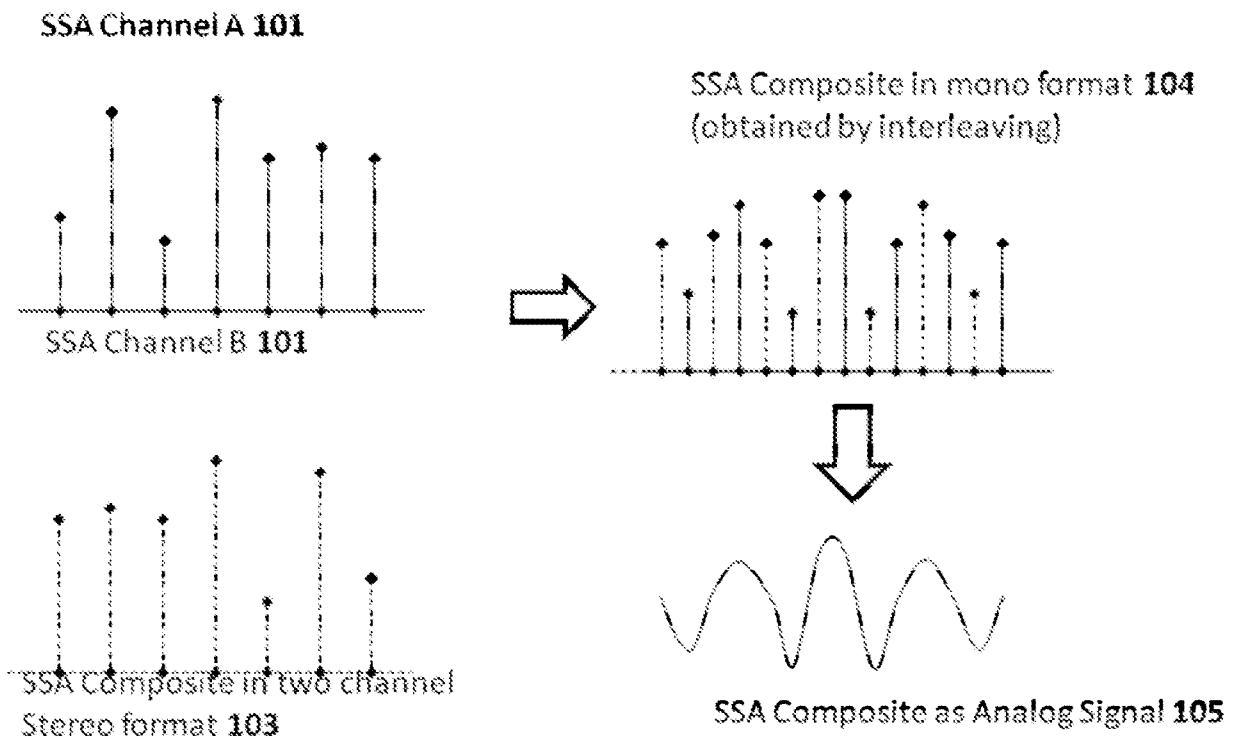 SSA Channel A 101
SSA Channel B 101
SSA Composite in two channel
Stereo format 103
SSA Composite in mono format 104
(obtained by interleaving)
SSA Composite as Analog Signal 105